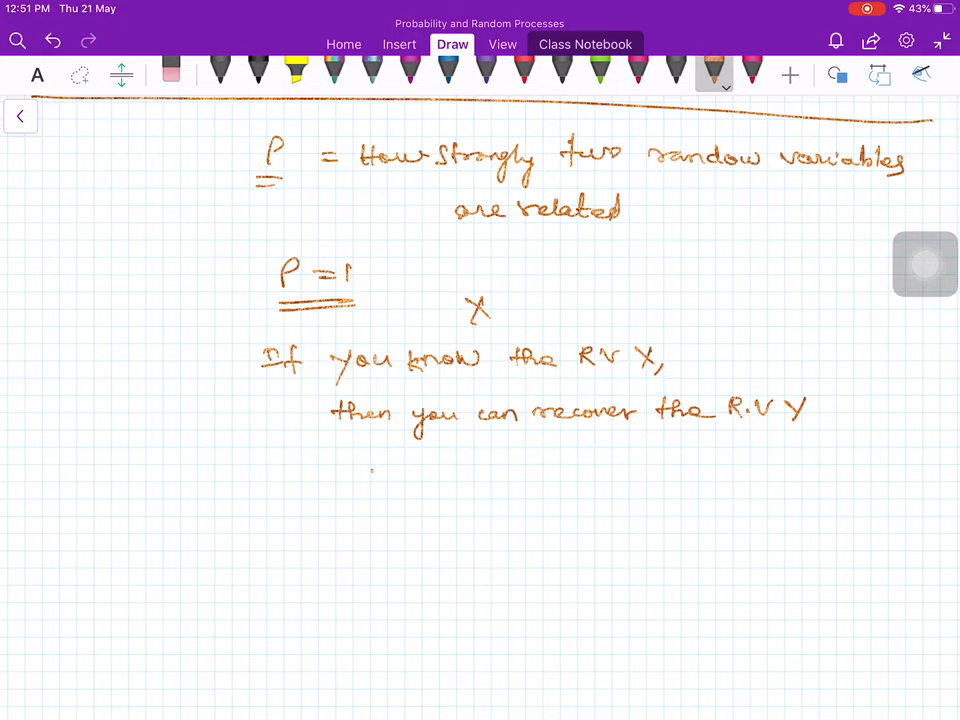 12:51 PM Thu 21 May
43%
Probability and Random Processes
Home Insert Draw View Class Notebook
A
ρ = How strongly two random variables
are related
ρ = 1
X
If you know the RV X,
then you can recover the R.V Y